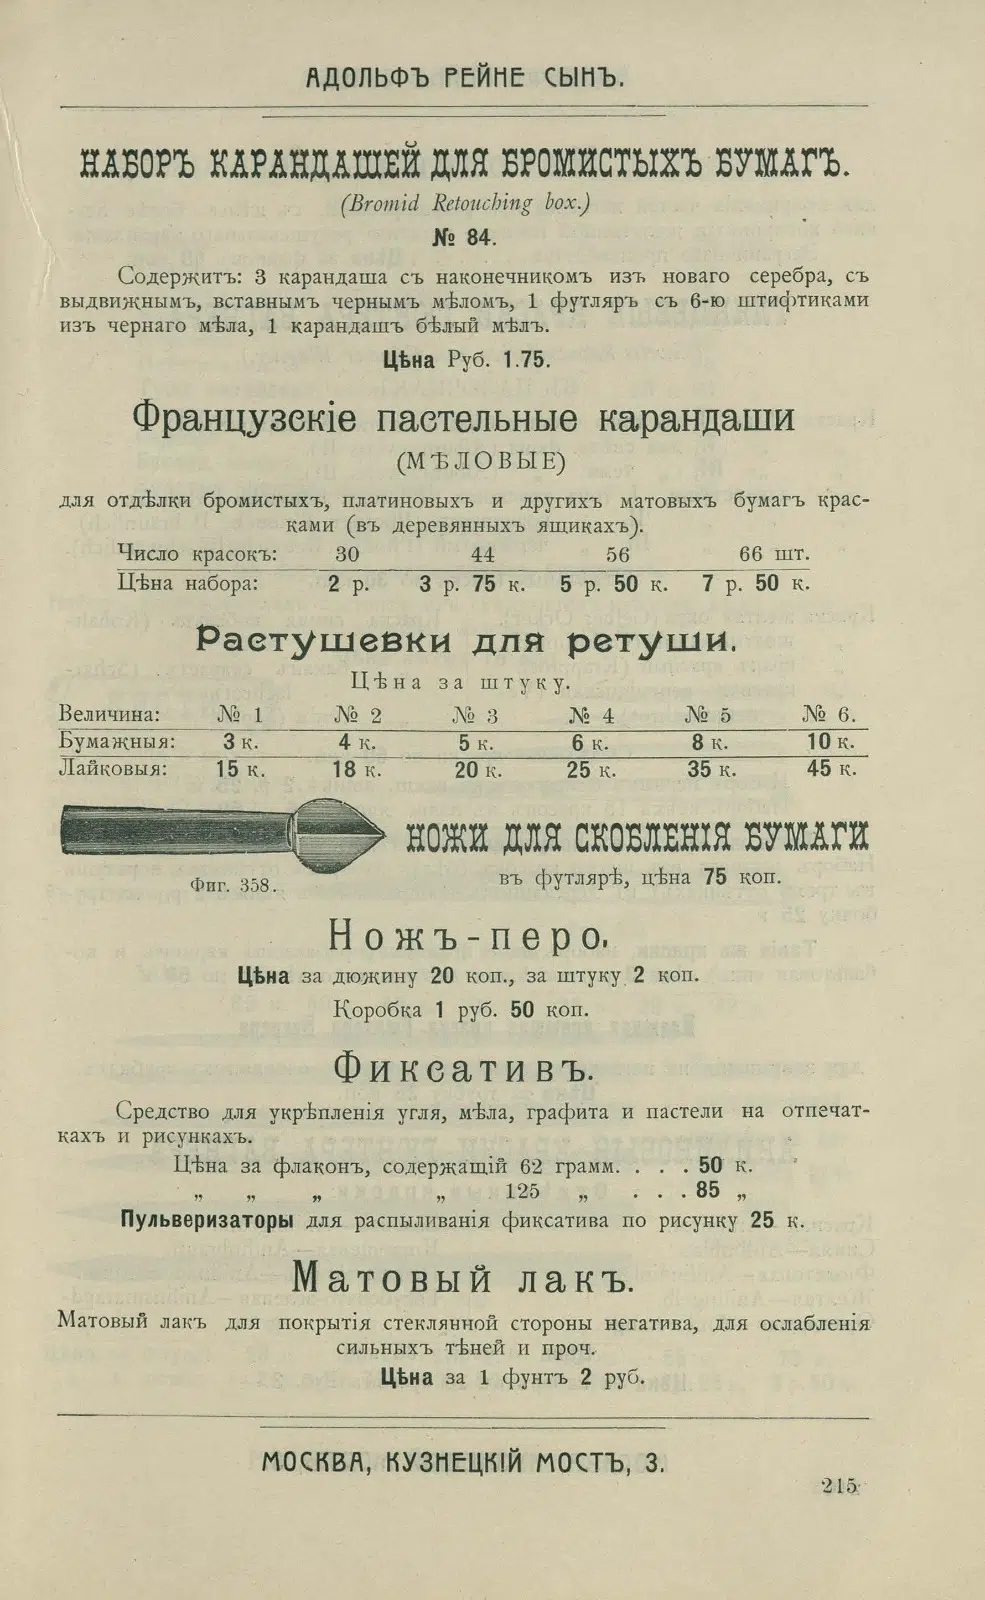 АДОЛЬФЪ РЕЙНЕ СЫНЪ.
НАБОРЪ КАРАНДАШЕЙ ДЛЯ БРОМИСТЫХЪ БУМАГЪ.
(Bromid Retouching box.)
№ 84.
Содержитъ: 3 карандаша съ наконечникомъ изъ новаго серебра, съ
выдвижнымъ, вставнымъ чернымъ мѣломъ, 1 футляръ съ 6-ю штифтиками
изъ чернаго мѣла, 1 карандашъ бѣлый мѣлъ.
Цѣна Руб. 1.75.
Французскіе пастельные карандаши
(МѢЛОВЫЕ)
для отдѣлки бромистыхъ, платиновыхъ и другихъ матовыхъ бумагъ крас-
ками (въ деревянныхъ ящикахъ).
Число красокъ: 30 44 56 66 шт.
Цѣна набора: 2 р. 3 р. 75 к. 5 р. 50 к. 7 р. 50 к.
Растушевки для ретуши.
Цѣна за штуку.
Величина: № 1 № 2 № 3 № 4 № 5 № 6.
Бумажныя: 3 к. 4 к. 5 к. 6 к. 8 к. 10 к.
Лайковыя: 15 к. 18 к. 20 к. 25 к. 35 к. 45 к.
НОЖИ ДЛЯ СКОБЛЕНІЯ БУМАГИ
въ футлярѣ, цѣна 75 коп.
Фиг. 358.
Ножъ-перо.
Цѣна за дюжину 20 коп., за штуку 2 коп.
Коробка 1 руб. 50 коп.
Фиксативъ.
Средство для укрѣпленія угля, мѣла, графита и пастели на отпечат-
кахъ и рисункахъ.
Цѣна за флаконъ, содержащій 62 грамм. . . . 50 к.
„ „ „ „ 125 „ . . . 85 „
Пульверизаторы для распыливанія фиксатива по рисунку 25 к.
Матовый лакъ.
Матовый лакъ для покрытія стеклянной стороны негатива, для ослабленія
сильныхъ тѣней и проч.
Цѣна за 1 фунтъ 2 руб.
МОСКВА, КУЗНЕЦКІЙ МОСТЪ, 3.
215